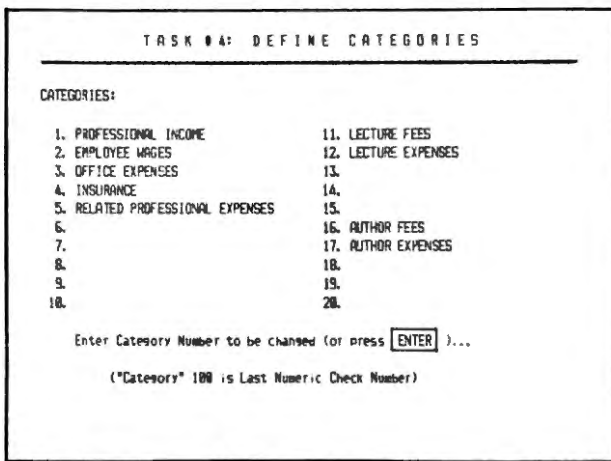 TASK #4: DEFINE CATEGORIES
CATEGORIES:
1. PROFESSIONAL INCOME
2. EMPLOYEE WAGES
3. OFFICE EXPENSES
4. INSURANCE
5. RELATED PROFESSIONAL EXPENSES
6.
7.
8.
9.
10.
11. LECTURE FEES
12. LECTURE EXPENSES
13.
14.
15.
16. AUTHOR FEES
17. AUTHOR EXPENSES
18.
19.
20.
Enter Category Number to be changed (or press ENTER )...
("Category" 100 is Last Numeric Check Number)